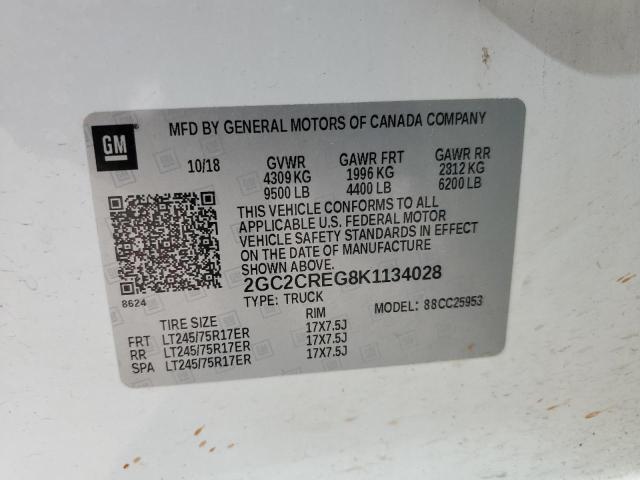 GM
MFD BY GENERAL MOTORS OF CANADA COMPANY
10/18 GVWR GAWR FRT GAWR RR
4309 KG 1996 KG 2812 KG
9500 LB 4400 LB 6200 LB
THIS VEHICLE CONFORMS TO ALL
APPLICABLE U.S. FEDERAL MOTOR
VEHICLE SAFETY STANDARDS IN EFFECT
ON THE DATE OF MANUFACTURE
SHOWN ABOVE.
2GC2CREG8K1134028
8624
TYPE: TRUCK MODEL: 88CC25953
TIRE SIZE RIM
FRT LT245/75R17ER 17X7.5J
RR LT245/75R17ER 17X7.5J
SPA LT245/75R17ER 17X7.5J